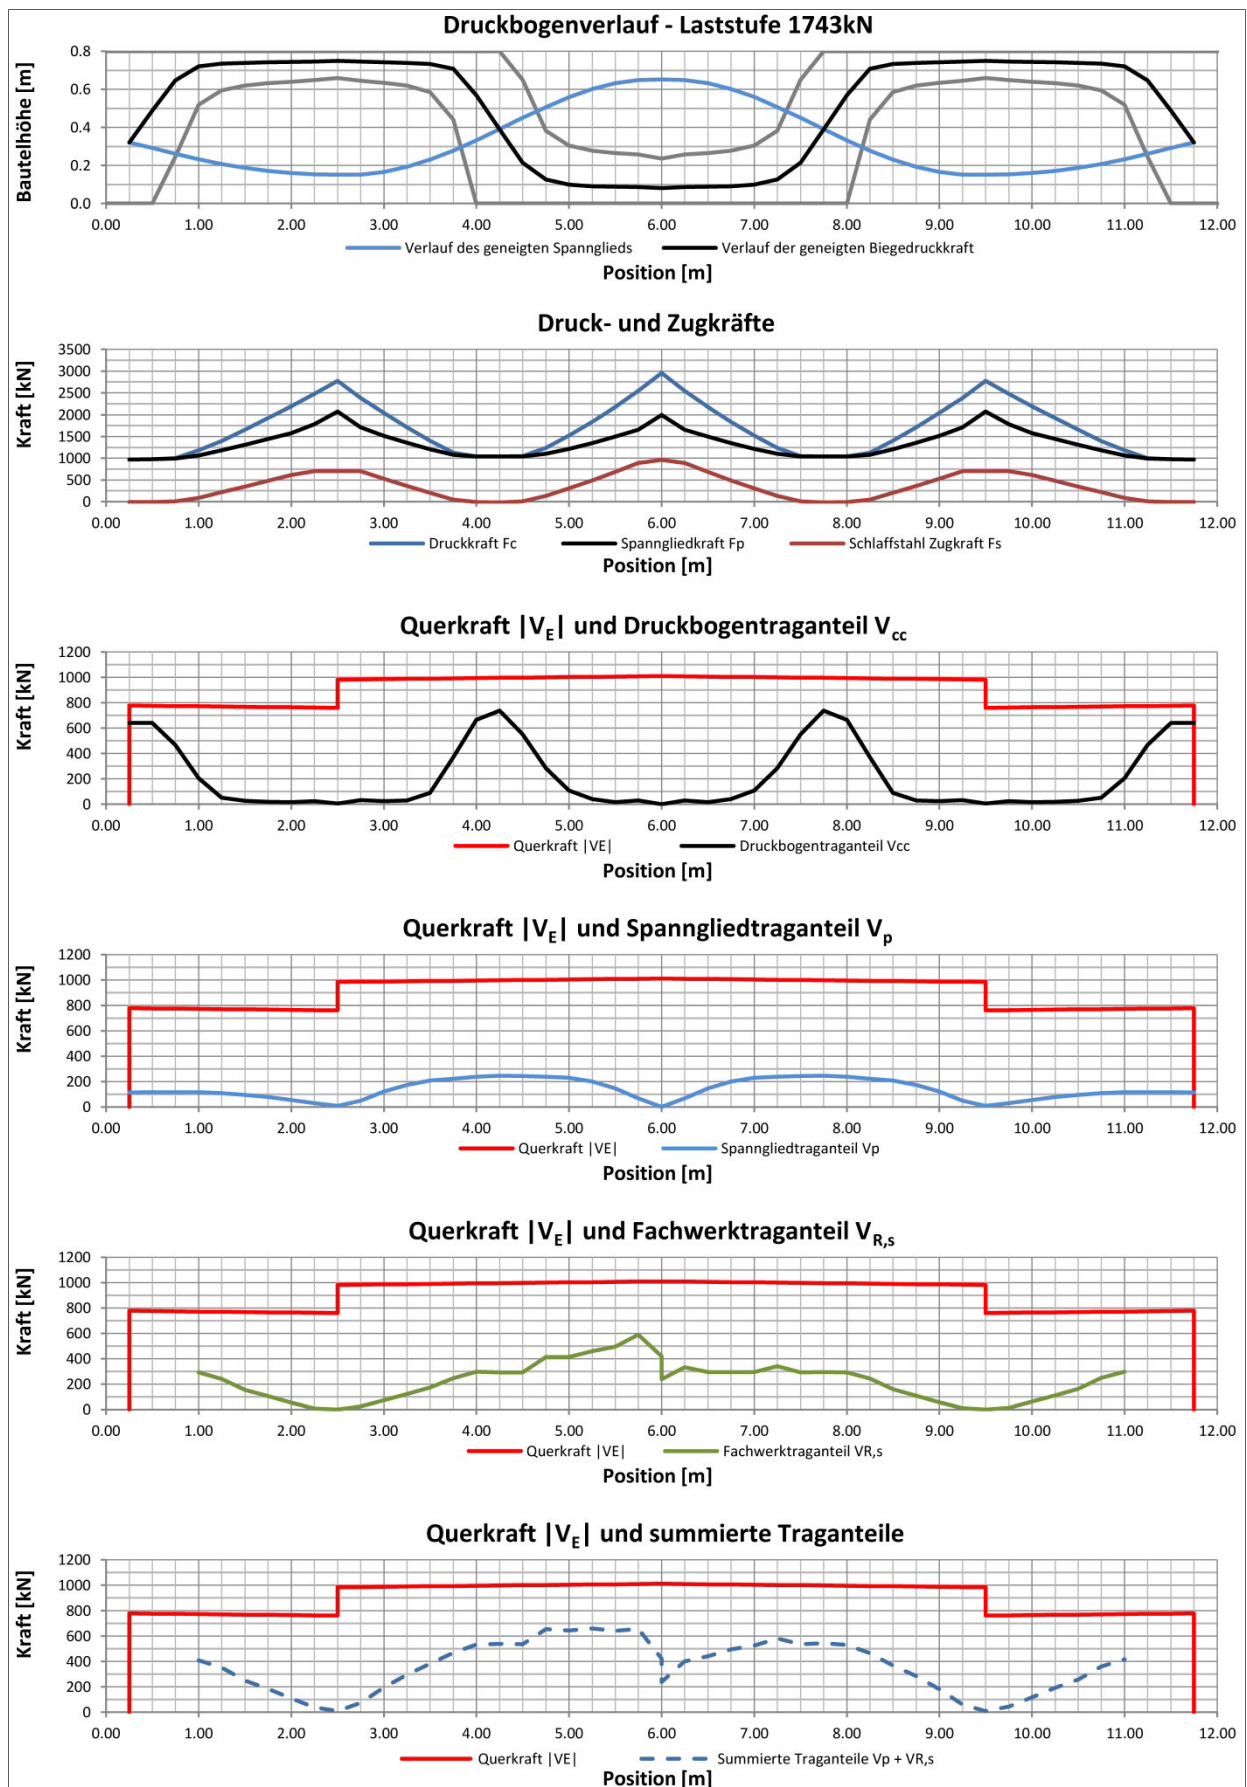 Druckbogenverlauf - Laststufe 1743kN
Bautelhöhe [m]
0.8
0.6
0.4
0.2
0.0
0.00 1.00 2.00 3.00 4.00 5.00 6.00 7.00 8.00 9.00 10.00 11.00 12.00
Verlauf des geneigten Spannglieds Verlauf der geneigten Biegedruckkraft
Position [m]
Druck- und Zugkräfte
Kraft [kN]
3500
3000
2500
2000
1500
1000
500
0
0.00 1.00 2.00 3.00 4.00 5.00 6.00 7.00 8.00 9.00 10.00 11.00 12.00
Druckkraft Fc Spanngliedkraft Fp Schlaffstahl Zugkraft Fs
Position [m]
Querkraft |VE| und Druckbogentraganteil Vcc
Kraft [kN]
1200
1000
800
600
400
200
0
0.00 1.00 2.00 3.00 4.00 5.00 6.00 7.00 8.00 9.00 10.00 11.00 12.00
Querkraft |VE| Druckbogentraganteil Vcc
Position [m]
Querkraft |VE| und Spanngliedtraganteil Vp
Kraft [kN]
1200
1000
800
600
400
200
0
0.00 1.00 2.00 3.00 4.00 5.00 6.00 7.00 8.00 9.00 10.00 11.00 12.00
Querkraft |VE| Spanngliedtraganteil Vp
Position [m]
Querkraft |VE| und Fachwerktraganteil VR,s
Kraft [kN]
1200
1000
800
600
400
200
0
0.00 1.00 2.00 3.00 4.00 5.00 6.00 7.00 8.00 9.00 10.00 11.00 12.00
Querkraft |VE| Fachwerktraganteil VR,s
Position [m]
Querkraft |VE| und summierte Traganteile
Kraft [kN]
1200
1000
800
600
400
200
0
0.00 1.00 2.00 3.00 4.00 5.00 6.00 7.00 8.00 9.00 10.00 11.00 12.00
Querkraft |VE| Summierte Traganteile Vp + VR,s
Position [m]